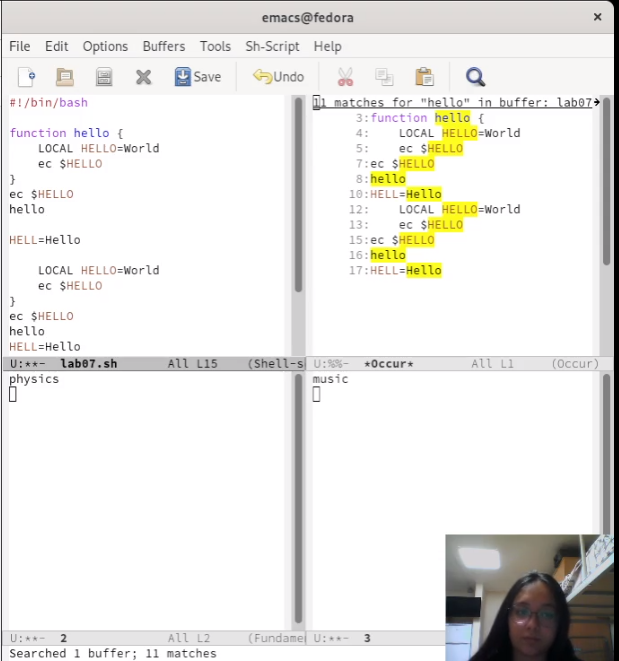 emacs@fedora
File Edit Options Buffers Tools Sh-Script Help
Save Undo
#!/bin/bash
function hello {
LOCAL HELLO=World
ec $HELLO
}
ec $HELLO
hello
HELL=Hello
LOCAL HELLO=World
ec $HELLO
}
ec $HELLO
hello
HELL=Hello
U:**- lab07.sh All L15 (Shell-s
11 matches for "hello" in buffer: lab07
3:function hello {
4: LOCAL HELLO=World
5: ec $HELLO
7:ec $HELLO
8:hello
10:HELL=Hello
12: LOCAL HELLO=World
13: ec $HELLO
15:ec $HELLO
16:hello
17:HELL=Hello
U:%%- *Occur* All L1 (Occur)
physics
U:**- 2 All L2 (Fundame
music
U:**- 3
Searched 1 buffer; 11 matches